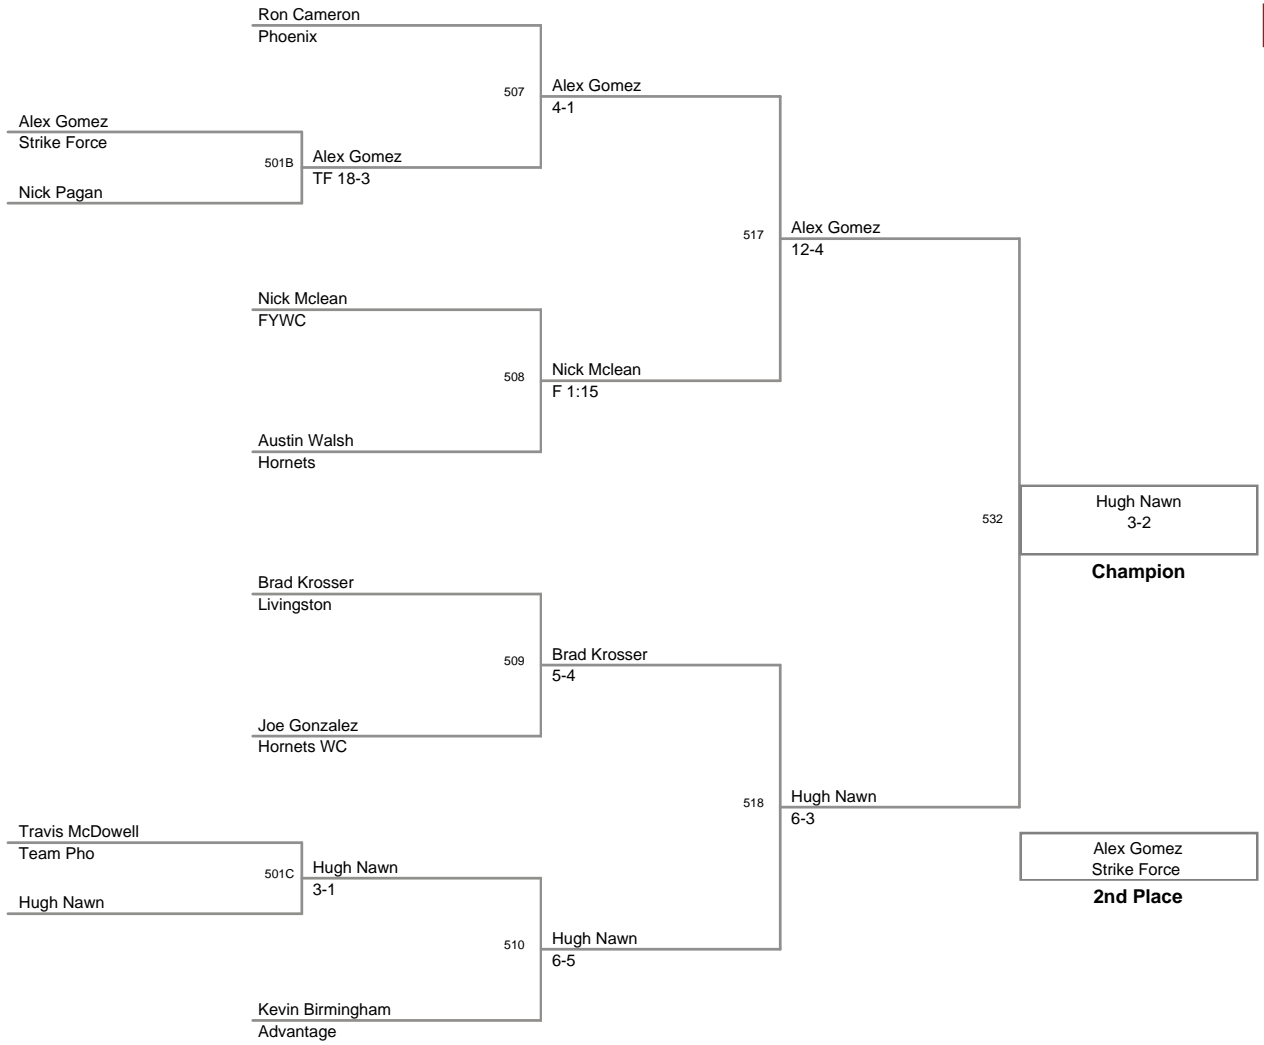 Ron Cameron
Phoenix
507
Alex Gomez
4-1
Alex Gomez
Strike Force
501B
Alex Gomez
TF 18-3
Nick Pagan
517
Alex Gomez
12-4
Nick Mclean
FYWC
508
Nick Mclean
F 1:15
Austin Walsh
Hornets
532
Hugh Nawn
3-2
Champion
Brad Krosser
Livingston
509
Brad Krosser
5-4
Joe Gonzalez
Hornets WC
518
Hugh Nawn
6-3
Travis McDowell
Team Pho
501C
Hugh Nawn
3-1
Hugh Nawn
Alex Gomez
Strike Force
2nd Place
510
Hugh Nawn
6-5
Kevin Birmingham
Advantage